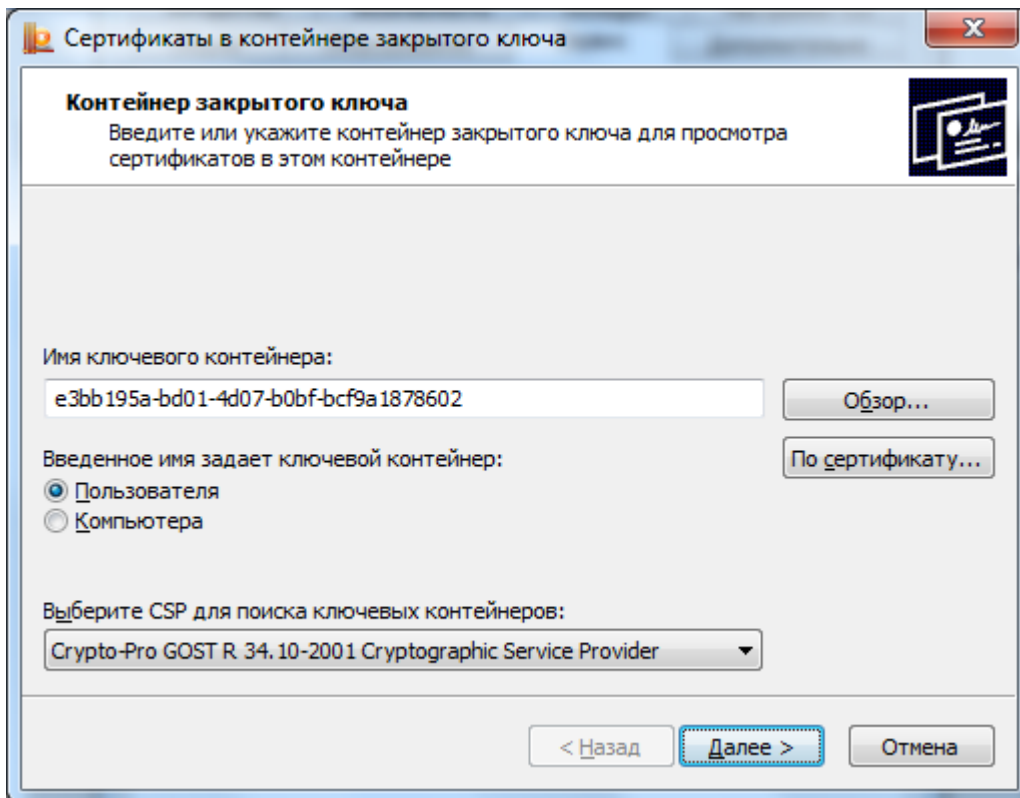 Сертификаты в контейнере закрытого ключа
Контейнер закрытого ключа
Введите или укажите контейнер закрытого ключа для просмотра
сертификатов в этом контейнере
Имя ключевого контейнера:
e3bb195a-bd01-4d07-b0bf-bcf9a1878602
Обзор...
Введенное имя задает ключевой контейнер:
По сертификату...
Пользователя
Компьютера
Выберите CSP для поиска ключевых контейнеров:
Crypto-Pro GOST R 34.10-2001 Cryptographic Service Provider
< Назад
Далее >
Отмена